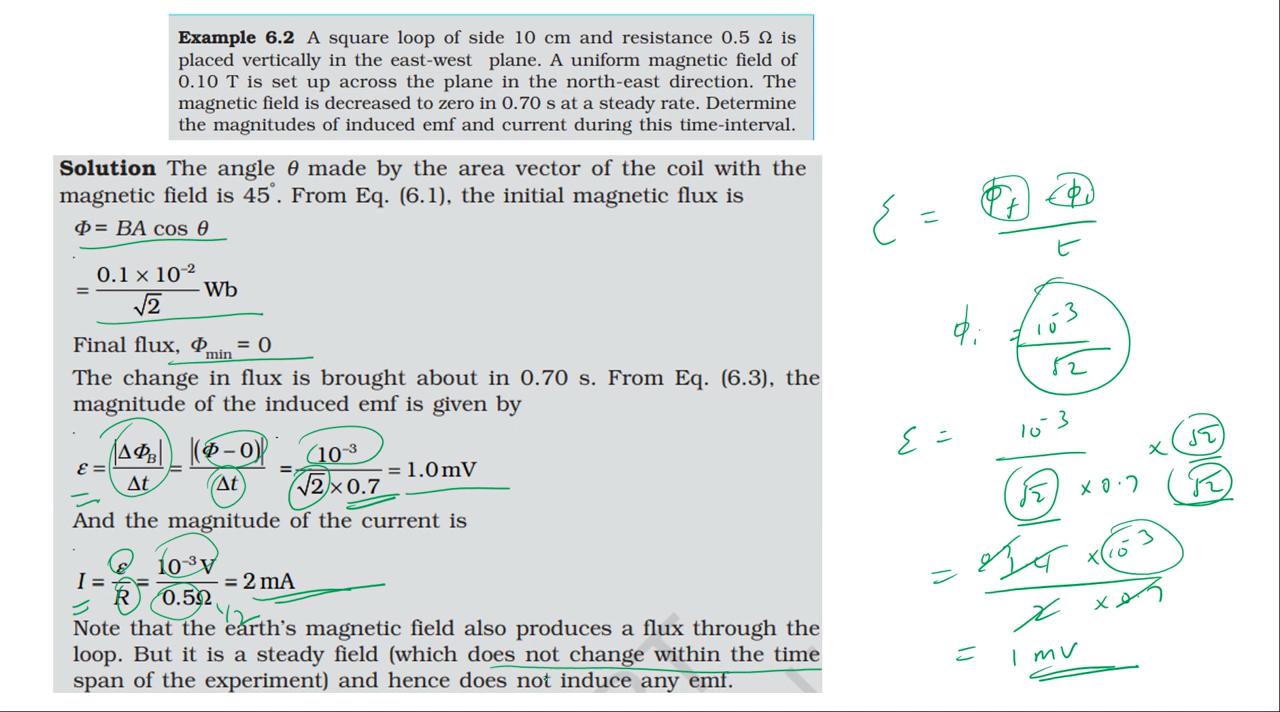 Example 6.2 A square loop of side 10 cm and resistance 0.5 Ω is
placed vertically in the east-west plane. A uniform magnetic field of
0.10 T is set up across the plane in the north-east direction. The
magnetic field is decreased to zero in 0.70 s at a steady rate. Determine
the magnitudes of induced emf and current during this time-interval.
Solution The angle θ made by the area vector of the coil with the
magnetic field is 45°. From Eq. (6.1), the initial magnetic flux is
Φ = BA cos θ
= 0.1 × 10⁻² / √2 Wb
Final flux, Φmin = 0
The change in flux is brought about in 0.70 s. From Eq. (6.3), the
magnitude of the induced emf is given by
ε = |ΔΦB| / Δt = |(Φ – 0)| / Δt = 10⁻³ / √2 × 0.7 = 1.0 mV
And the magnitude of the current is
I = ε / R = 10⁻³ V / 0.5Ω = 2 mA
1/2
Note that the earth's magnetic field also produces a flux through the
loop. But it is a steady field (which does not change within the time
span of the experiment) and hence does not induce any emf.
ε = ϕf - ϕi / t
ϕi = 10⁻³ / √2
ε = 10⁻³ / √2 × 0.7 × √2 / √2
× 10⁻³ / 2 × 0.7
= 1 mV